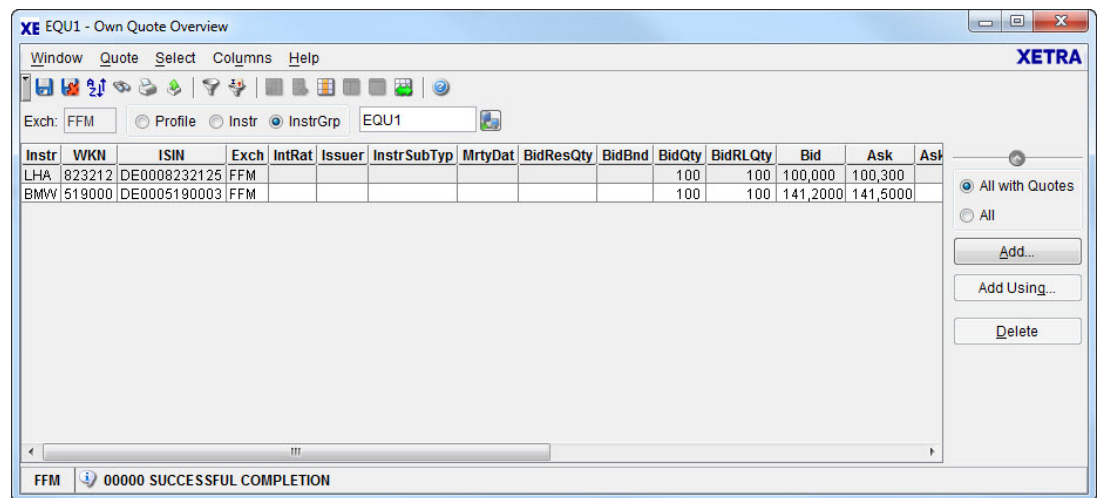 XE EQU1 - Own Quote Overview
Window Quote Select Columns Help XETRA
Exch: FFM Profile Instr InstrGrp EQU1
Instr WKN ISIN Exch IntRat Issuer InstrSubTyp MrtyDat BidResQty BidBnd BidQty BidRLQty Bid Ask Ask
LHA 823212 DE0008232125 FFM 100 100 100,000 100,300
BMW 519000 DE0005190003 FFM 100 100 141,2000 141,5000
All with Quotes
All
Add...
Add Using...
Delete
FFM 00000 SUCCESSFUL COMPLETION